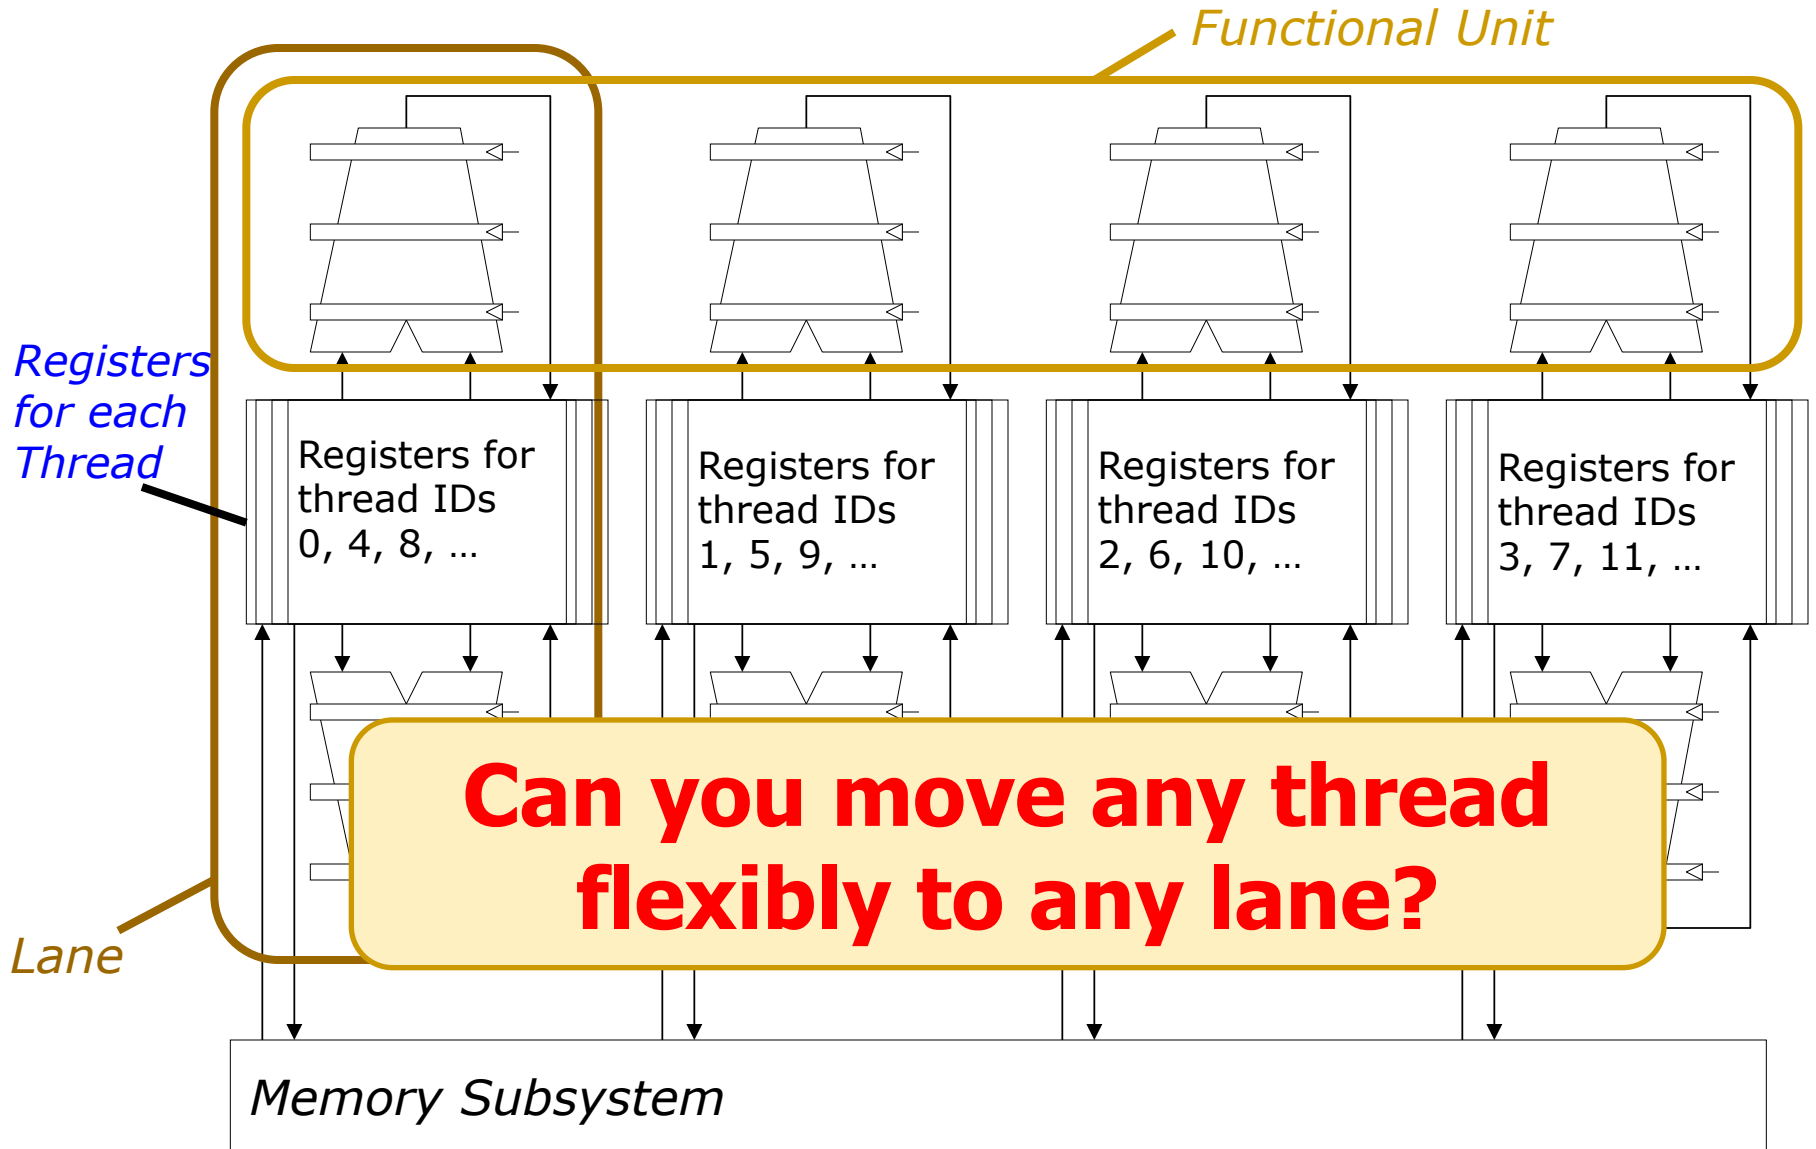 Functional Unit
Registers
for each
Thread
Registers for
thread IDs
0, 4, 8, …
Registers for
thread IDs
1, 5, 9, …
Registers for
thread IDs
2, 6, 10, …
Registers for
thread IDs
3, 7, 11, …
Can you move any thread
flexibly to any lane?
Lane
Memory Subsystem